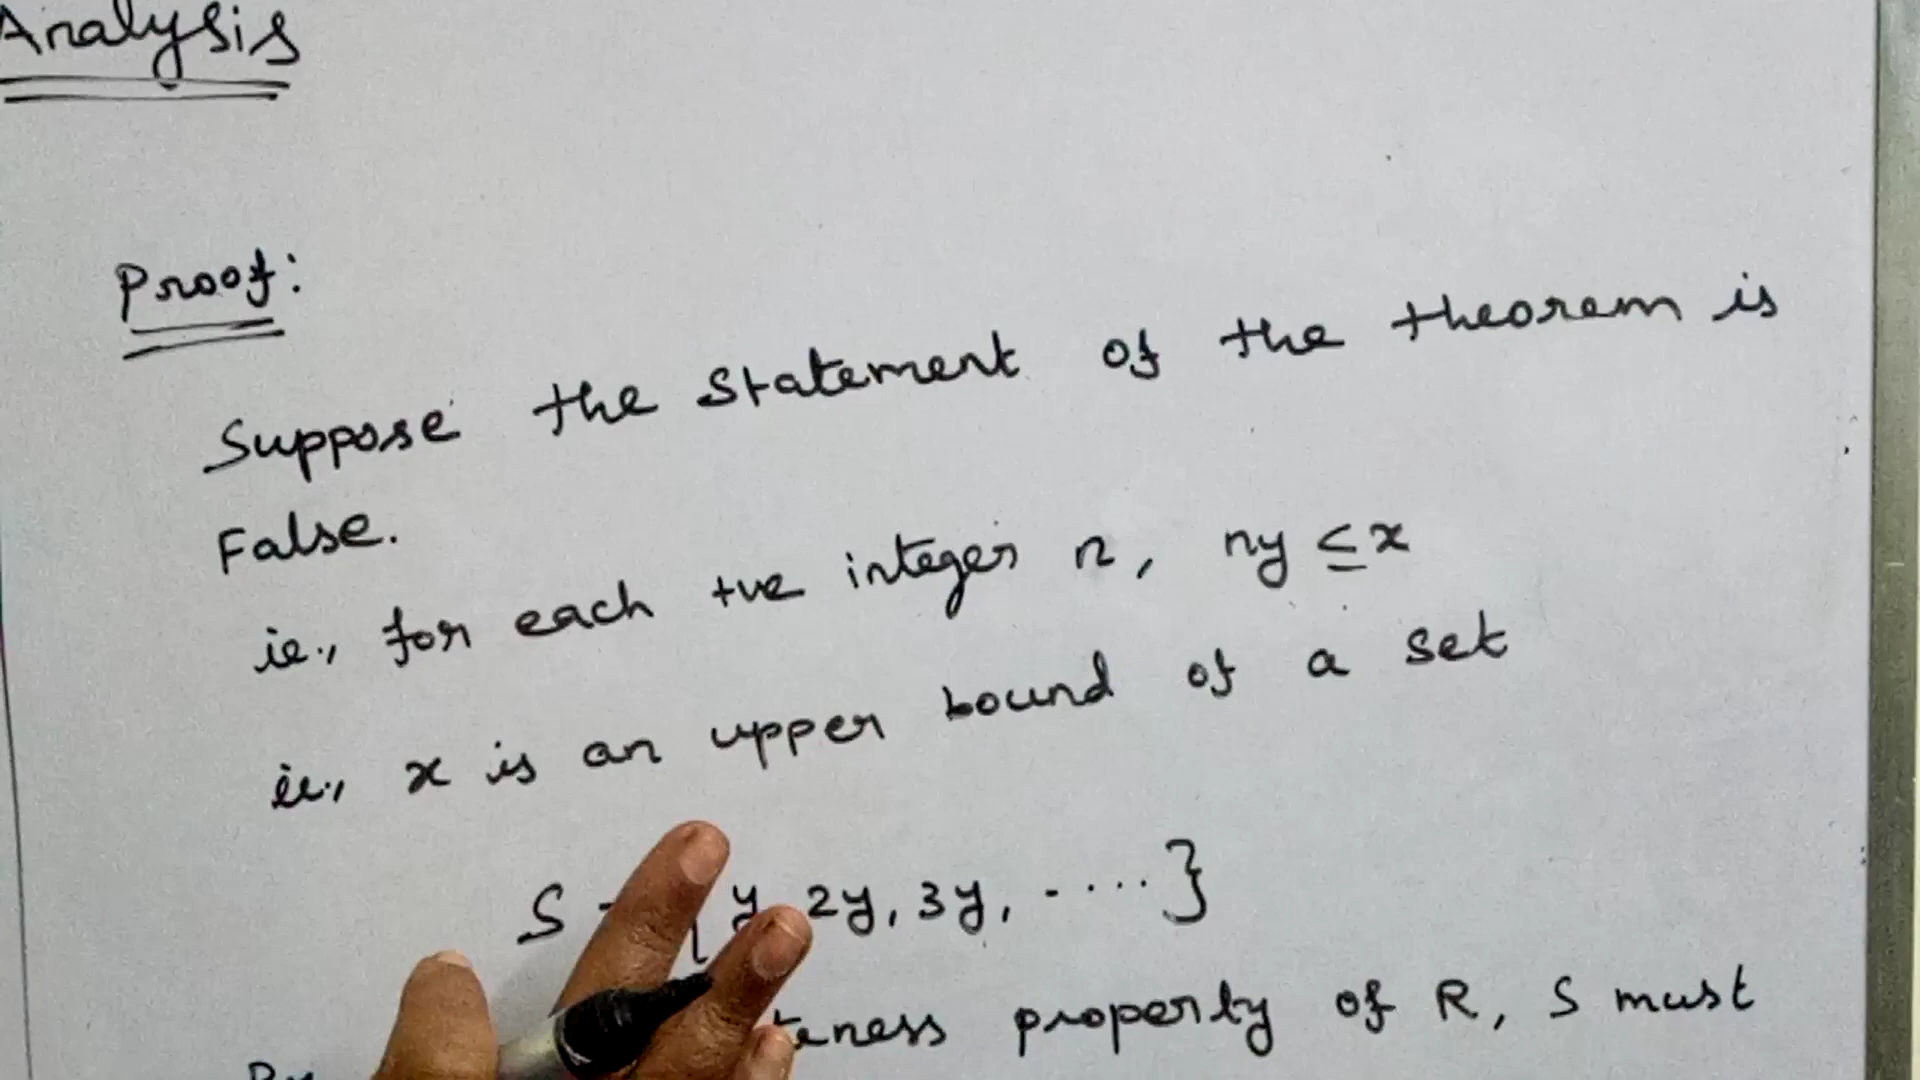 Analysis
Proof:
Suppose the Statement of the theorem is
False.
ie., for each +ve integer n, ny ≤ x
ie., x is an upper bound of a set
S { y 2y, 3y, - .... }
property of R, S must